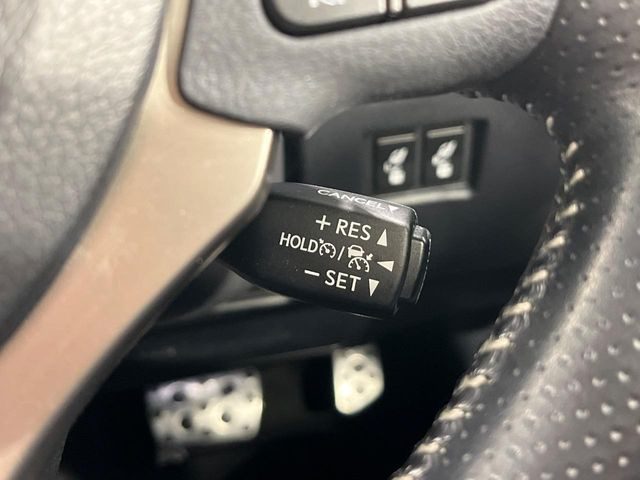 CANCEL
+ RES
HOLD /
- SET